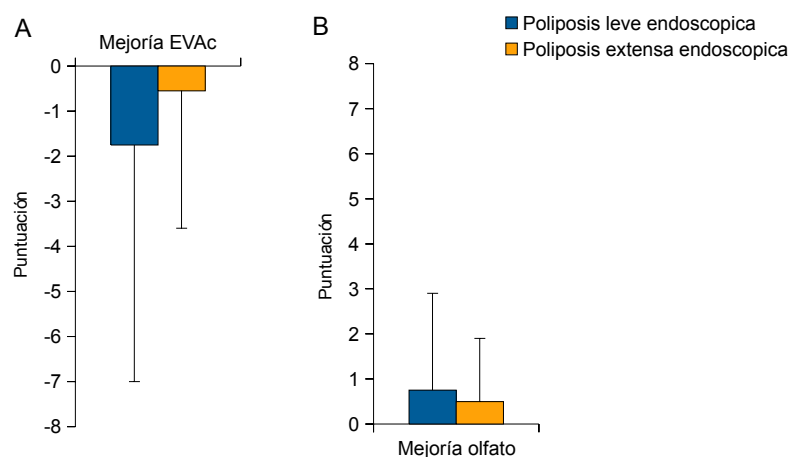 A
Mejoría EVAc
0
-1
-2
-3
-4
-5
-6
-7
-8
Puntuación
B
Poliposis leve endoscopica
Poliposis extensa endoscopica
8
7
6
5
4
3
2
1
0
Puntuación
Mejoría olfato